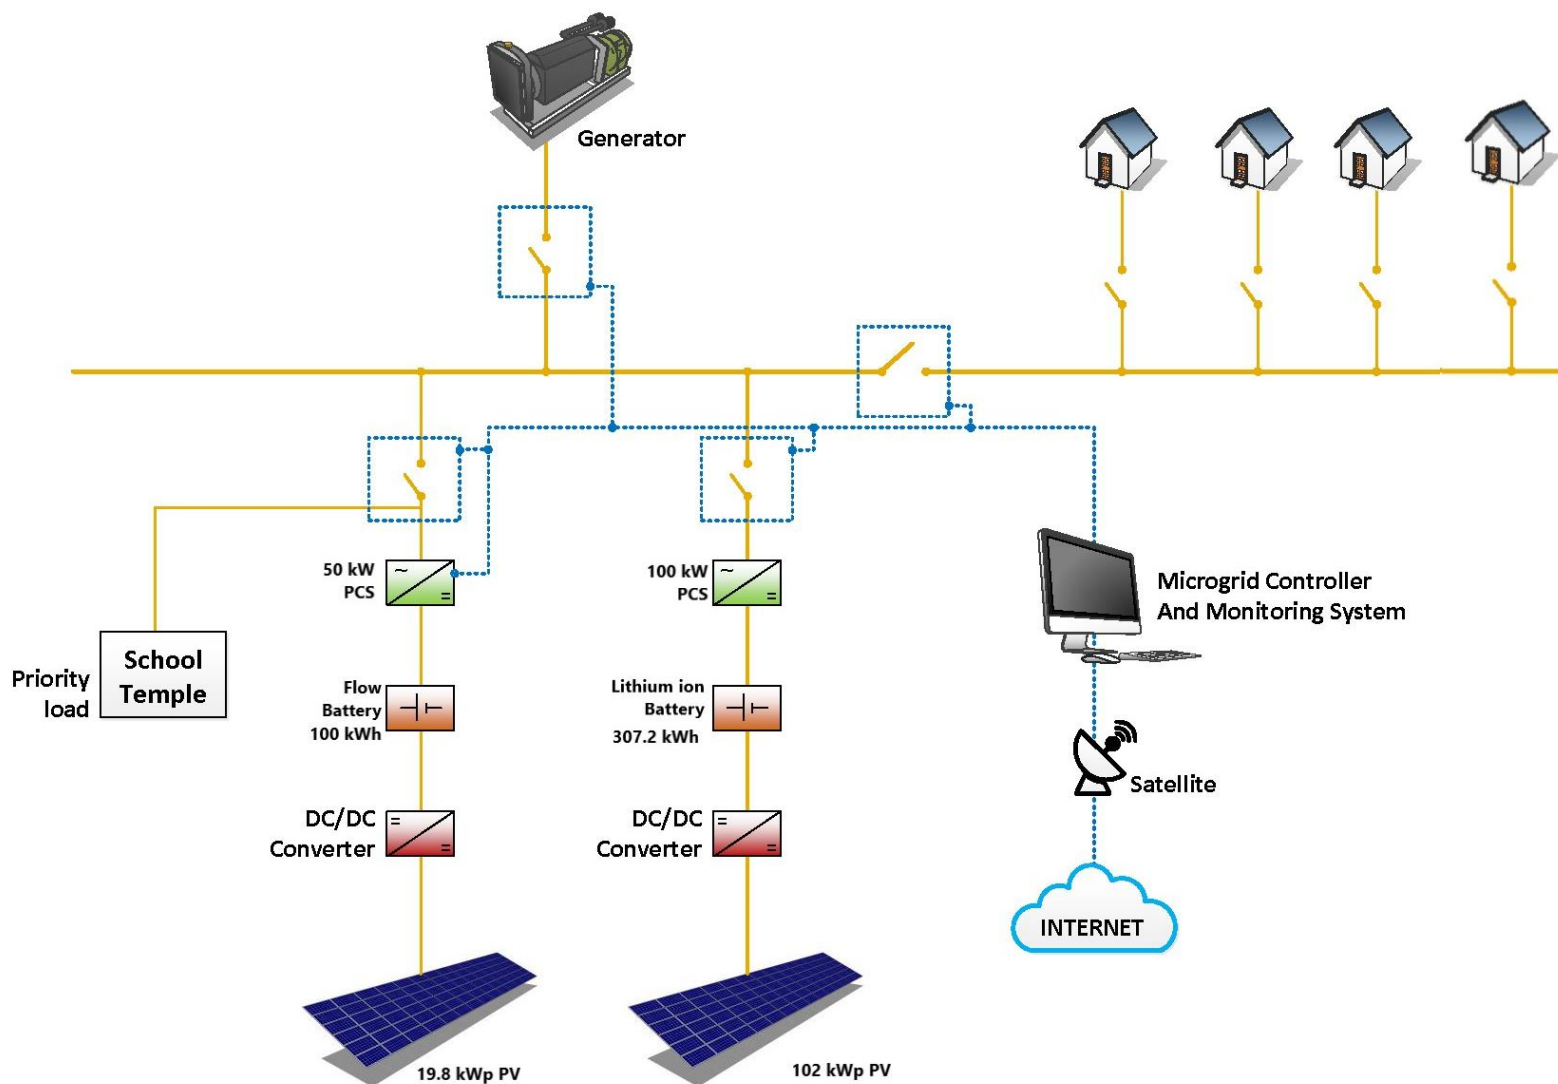 Generator
50 kW
PCS
100 kW
PCS
Microgrid Controller
And Monitoring System
Priority
load
School
Temple
Flow
Battery
100 kWh
Lithium ion
Battery
307.2 kWh
Satellite
DC/DC
Converter
DC/DC
Converter
INTERNET
19.8 kWp PV
102 kWp PV